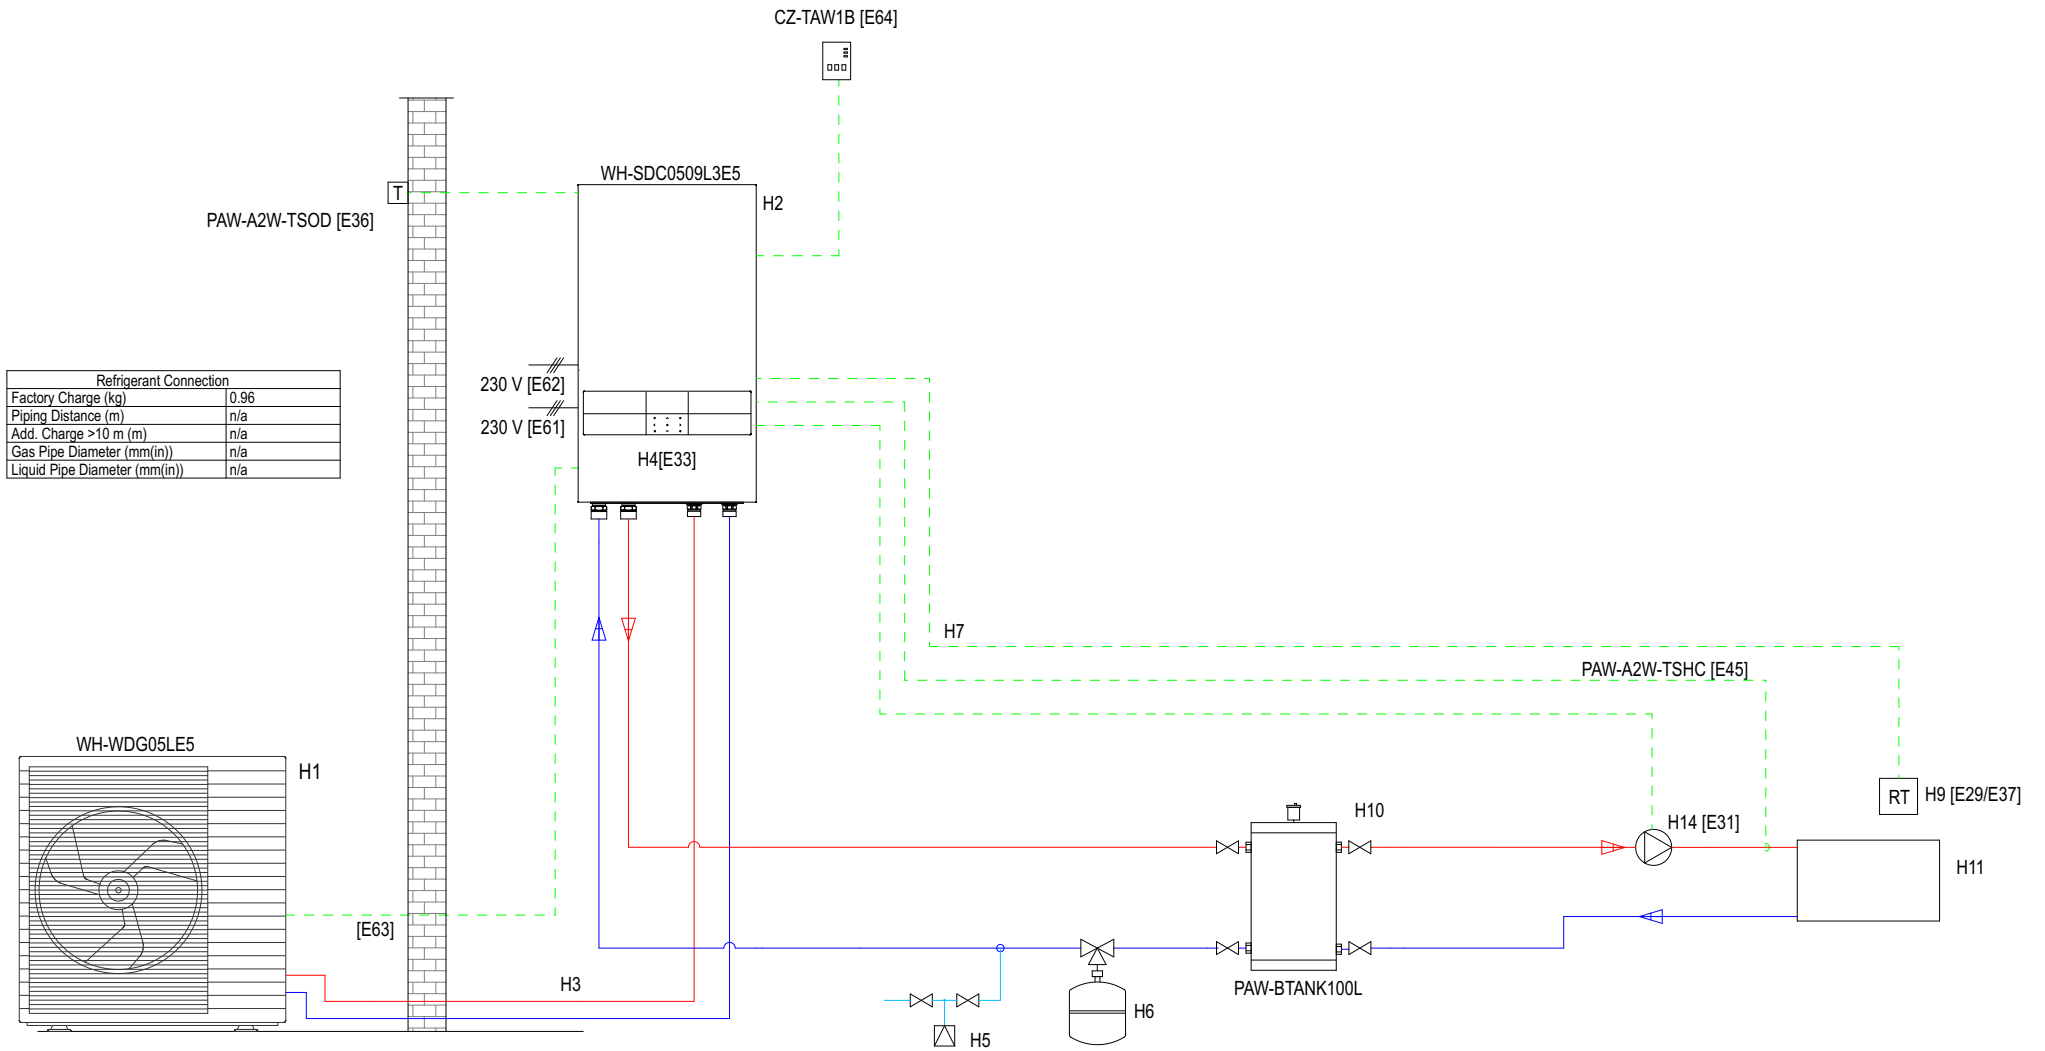 CZ-TAW1B [E64]
WH-SDC0509L3E5
H2
T
PAW-A2W-TSOD [E36]
230 V [E62]
230 V [E61]
H4[E33]
Refrigerant Connection
Factory Charge (kg) 0.96
Piping Distance (m) n/a
Add. Charge >10 m (m) n/a
Gas Pipe Diameter (mm(in)) n/a
Liquid Pipe Diameter (mm(in)) n/a
H7
PAW-A2W-TSHC [E45]
WH-WDG05LE5
H1
RT
H9 [E29/E37]
H10
H14 [E31]
H11
[E63]
H3
PAW-BTANK100L
H6
H5